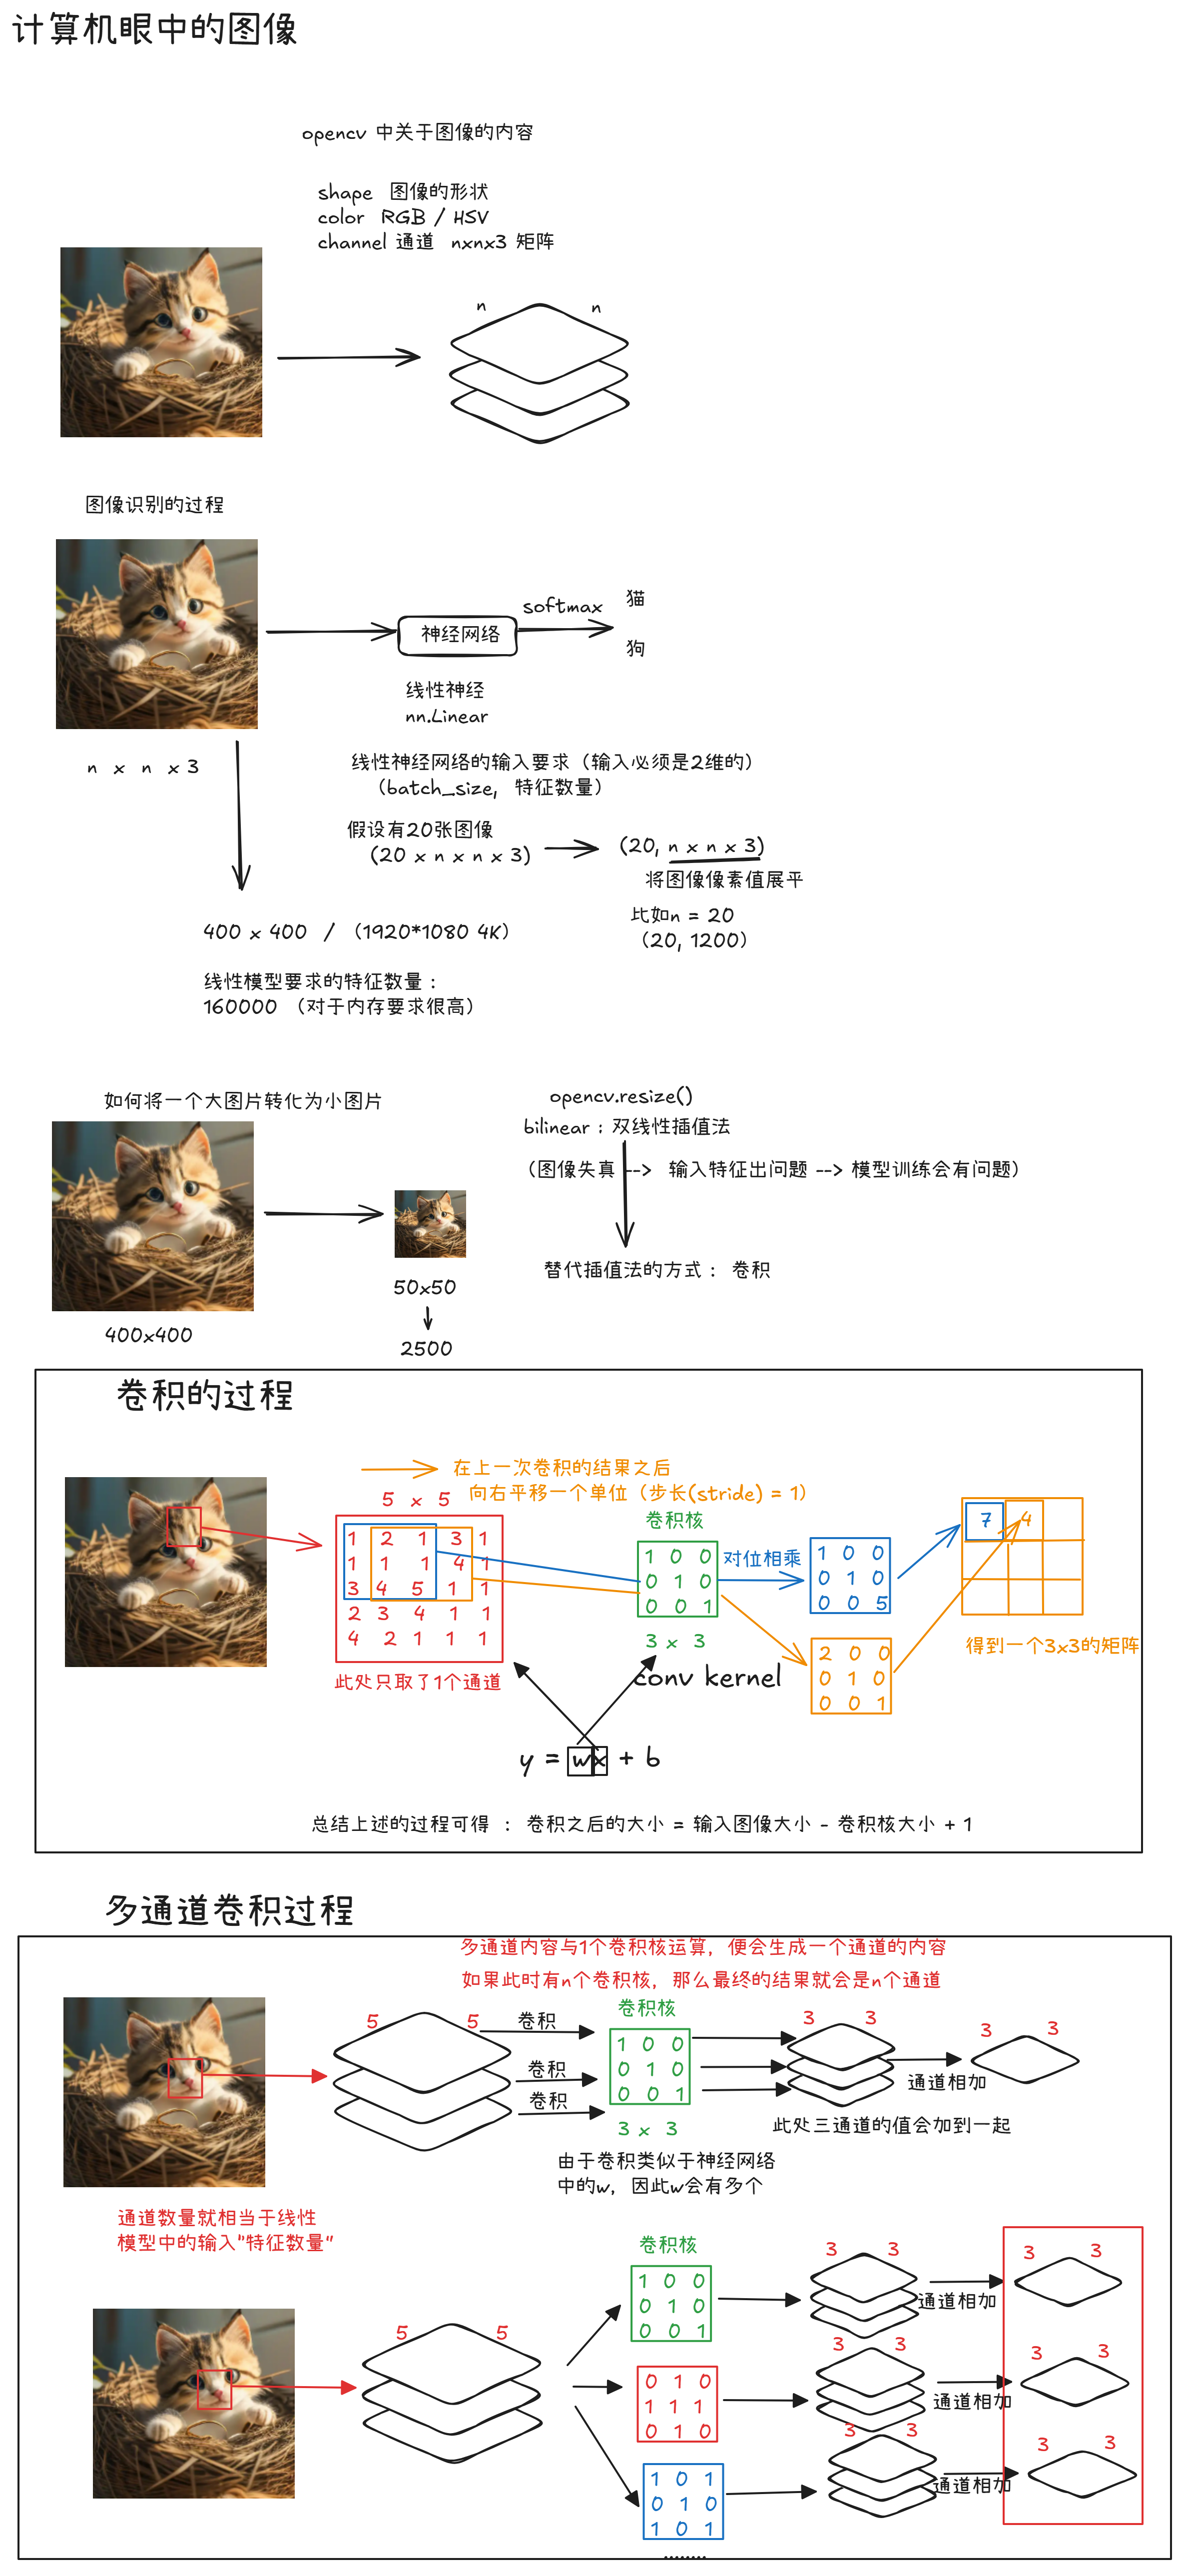 计算机眼中的图像
opencv 中关于图像的内容
shape 图像的形状
color RGB / HSV
channel 通道 nxnx3 矩阵
n n
图像识别的过程
神经网络
softmax
猫
狗
线性神经
nn.Linear
n x n x 3
线性神经网络的输入要求（输入必须是2维的）
（batch_size, 特征数量）
假设有20张图像
(20 x n x n x 3)
(20, n x n x 3)
将图像像素值展平
比如n = 20
（20, 1200）
400 x 400 / （1920*1080 4K）
线性模型要求的特征数量：
160000 （对于内存要求很高）
如何将一个大图片转化为小图片
400x400
50x50
2500
opencv.resize()
bilinear：双线性插值法
（图像失真 --> 输入特征出问题 --> 模型训练会有问题）
替代插值法的方式： 卷积
卷积的过程
在上一次卷积的结果之后
向右平移一个单位（步长(stride) = 1）
5 x 5
1 2 1 3 1
1 1 1 4 1
3 4 5 1 1
2 3 4 1 1
4 2 1 1 1
此处只取了1个通道
卷积核
1 0 0
0 1 0
0 0 1
3 x 3
conv kernel
对位相乘
1 0 0
0 1 0
0 0 5
2 0 0
0 1 0
0 0 1
7 4
得到一个3x3的矩阵
y = wx + b
总结上述的过程可得 ： 卷积之后的大小 = 输入图像大小 - 卷积核大小 + 1
多通道卷积过程
多通道内容与1个卷积核运算，便会生成一个通道的内容
如果此时有n个卷积核，那么最终的结果就会是n个通道
5 5
卷积
卷积
卷积
卷积核
1 0 0
0 1 0
0 0 1
3 x 3
3 3
通道相加
3 3
此处三通道的值会加到一起
由于卷积类似于神经网络
中的w，因此w会有多个
通道数量就相当于线性
模型中的输入"特征数量"
5 5
卷积核
1 0 0
0 1 0
0 0 1
3 3
通道相加
3 3
0 1 0
1 1 1
0 1 0
3 3
通道相加
3 3
1 0 1
0 1 0
1 0 1
3 3
通道相加
3 3
........